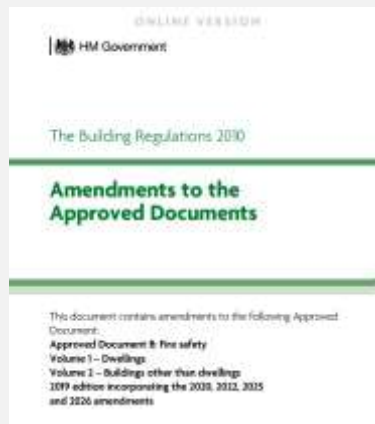 ONLINE VERSION
HM Government
The Building Regulations 2010
Amendments to the
Approved Documents
This document contains amendments to the following Approved
Document:
Approved Document B: Fire safety
Volume 1 – Dwellings
Volume 2 – Buildings other than dwellings
2019 edition incorporating the 2020, 2022, 2025
and 2026 amendments